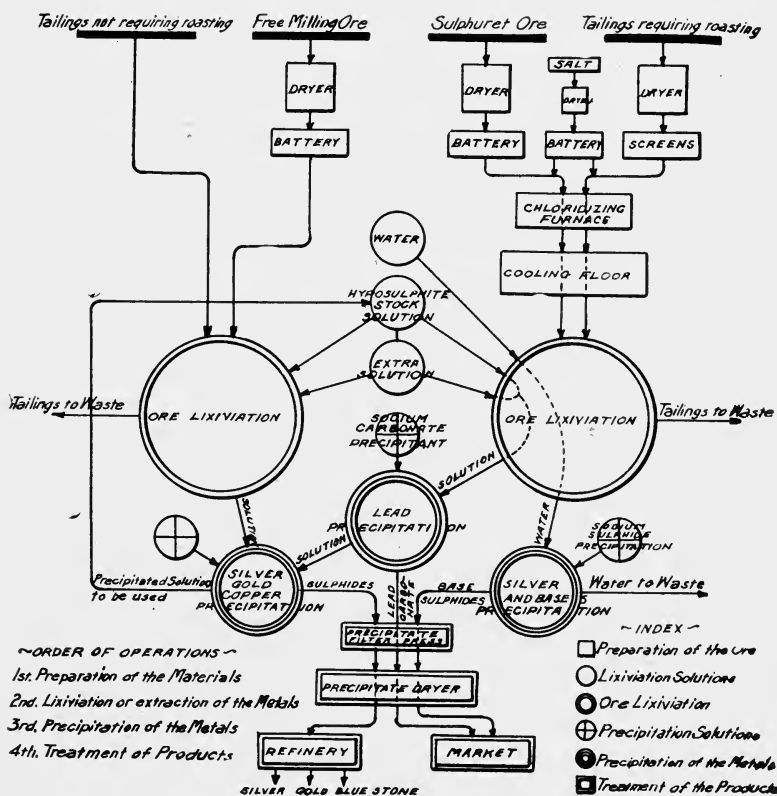 Tailings not requiring roasting
Free Milling Ore
Sulphuret Ore
Tailings requiring roasting
SALT
DRYER
DRYER
DRYER
DRYER
BATTERY
BATTERY
BATTERY
SCREENS
CHLORIDIZING
FURNACE
WATER
COOLING FLOOR
HYPOSULPHITE
STOCK
SOLUTION
EXTRA
SOLUTION
Tailings to Waste
ORE LIXIVIATION
ORE LIXIVIATION
Tailings to Waste
SODIUM
CARBONATE
PRECIPITANT
SOLUTION
LEAD
PRECIPITATION
SOLUTION
SOLUTION
WATER
SODIUM
SULPHIDE
PRECIPITATION
Precipitated Solution
to be used
SILVER
GOLD
COPPER
PRECIPITATION
SULPHIDES
LEAD
CARBO-
NATE
BASE
SULPHIDES
SILVER
AND BASE
PRECIPITATION
Water to Waste
PRECIPITATE
FILTER PRESS
PRECIPITATE DRYER
REFINERY
MARKET
SILVER GOLD BLUE STONE
~ORDER OF OPERATIONS~
1st. Preparation of the Materials
2nd. Lixiviation or extraction of the Metals
3rd. Precipitation of the Metals
4th. Treatment of Products
~INDEX~
Preparation of the Ore
Lixiviation Solutions
Ore Lixiviation
Precipitation Solutions
Precipitation of the Metals
Treatment of the Products